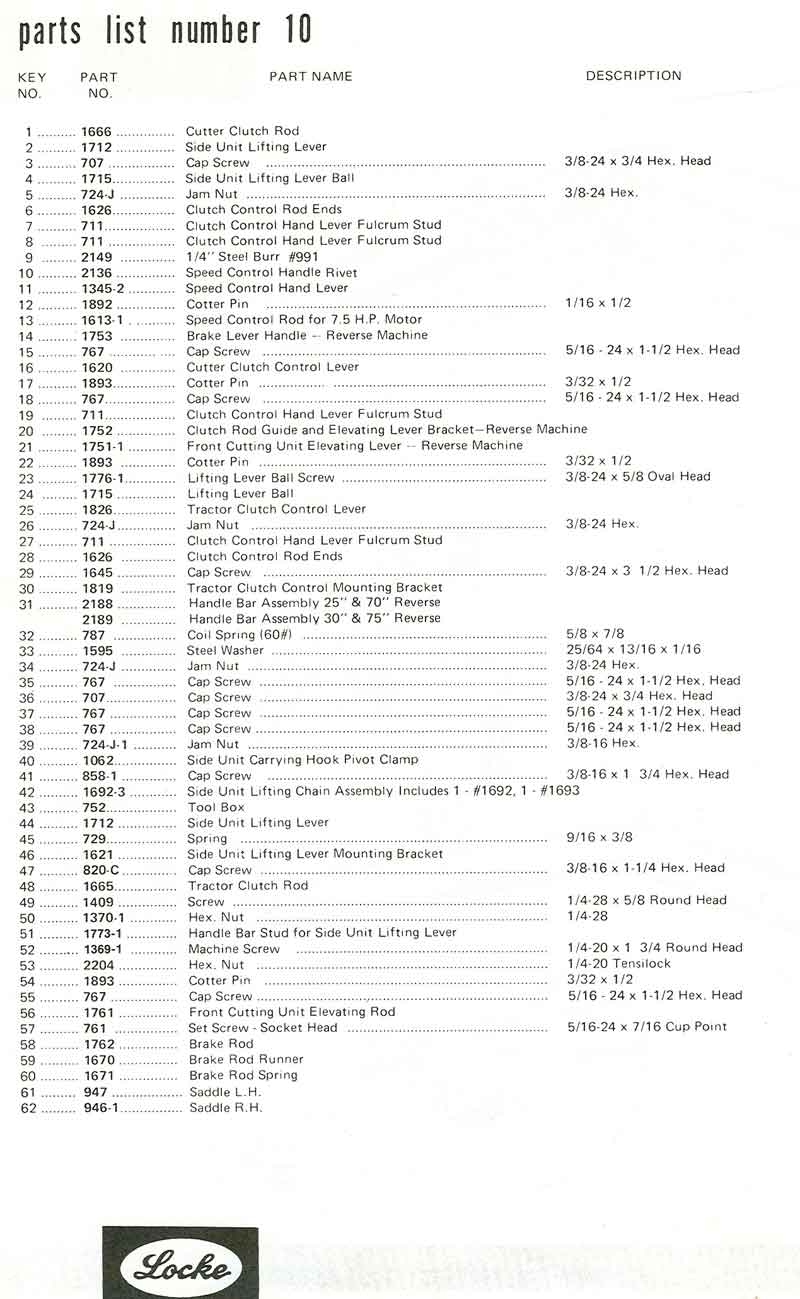 parts list number 10
KEY PART PART NAME DESCRIPTION
NO. NO.
1 .......... 1666 ............... Cutter Clutch Rod
2 .......... 1712 ............... Side Unit Lifting Lever
3 .......... 707 ................. Cap Screw ............... 3/8-24 x 3/4 Hex. Head
4 .......... 1715 ............... Side Unit Lifting Lever Ball
5 .......... 724-J ............... Jam Nut ............... 3/8-24 Hex.
6 .......... 1626 ............... Clutch Control Rod Ends
7 .......... 711 ............... Clutch Control Hand Lever Fulcrum Stud
8 .......... 711 ............... Clutch Control Hand Lever Fulcrum Stud
9 .......... 2149 ............... 1/4" Steel Burr #991
10 .......... 2136 ............... Speed Control Handle Rivet
11 .......... 1345-2 ............. Speed Control Hand Lever
12 .......... 1892 ............... Cotter Pin ............... 1/16 x 1/2
13 .......... 1613-1 ............. Speed Control Rod for 7.5 H.P. Motor
14 .......... 1753 ............... Brake Lever Handle -- Reverse Machine
15 .......... 767 ............... Cap Screw ............... 5/16 - 24 x 1-1/2 Hex. Head
16 .......... 1620 ............... Cutter Clutch Control Lever
17 .......... 1893 ............... Cotter Pin ............... 3/32 x 1/2
18 .......... 767 ............... Cap Screw ............... 5/16 - 24 x 1-1/2 Hex. Head
19 .......... 711 ............... Clutch Control Hand Lever Fulcrum Stud
20 .......... 1752 ............... Clutch Rod Guide and Elevating Lever Bracket—Reverse Machine
21 .......... 1751-1 ............. Front Cutting Unit Elevating Lever -- Reverse Machine
22 .......... 1893 ............... Cotter Pin ............... 3/32 x 1/2
23 .......... 1776-1 ............. Lifting Lever Ball Screw ............... 3/8-24 x 5/8 Oval Head
24 .......... 1715 ............... Lifting Lever Ball
25 .......... 1826 ............... Tractor Clutch Control Lever
26 .......... 724-J ............... Jam Nut ............... 3/8-24 Hex.
27 .......... 711 ............... Clutch Control Hand Lever Fulcrum Stud
28 .......... 1626 ............... Clutch Control Rod Ends
29 .......... 1645 ............... Cap Screw ............... 3/8-24 x 3 1/2 Hex. Head
30 .......... 1819 ............... Tractor Clutch Control Mounting Bracket
31 .......... 2188 ............... Handle Bar Assembly 25" & 70" Reverse
2189 ............... Handle Bar Assembly 30" & 75" Reverse
32 .......... 787 ............... Coil Spring (60#) ............... 5/8 x 7/8
33 .......... 1595 ............... Steel Washer ............... 25/64 x 13/16 x 1/16
34 .......... 724-J ............... Jam Nut ............... 3/8-24 Hex.
35 .......... 767 ............... Cap Screw ............... 5/16 - 24 x 1-1/2 Hex. Head
36 .......... 707 ............... Cap Screw ............... 3/8-24 x 3/4 Hex. Head
37 .......... 767 ............... Cap Screw ............... 5/16 - 24 x 1-1/2 Hex. Head
38 .......... 767 ............... Cap Screw ............... 5/16 - 24 x 1-1/2 Hex. Head
39 .......... 724-J-1 ........... Jam Nut ............... 3/8-16 Hex.
40 .......... 1062 ............... Side Unit Carrying Hook Pivot Clamp
41 .......... 858-1 ............... Cap Screw ............... 3/8-16 x 1 3/4 Hex. Head
42 .......... 1692-3 ............. Side Unit Lifting Chain Assembly Includes 1 - #1692, 1 - #1693
43 .......... 752 ............... Tool Box
44 .......... 1712 ............... Side Unit Lifting Lever
45 .......... 729 ............... Spring ............... 9/16 x 3/8
46 .......... 1621 ............... Side Unit Lifting Lever Mounting Bracket
47 .......... 820-C ............... Cap Screw ............... 3/8-16 x 1-1/4 Hex. Head
48 .......... 1665 ............... Tractor Clutch Rod
49 .......... 1409 ............... Screw ............... 1/4-28 x 5/8 Round Head
50 .......... 1370-1 ............. Hex. Nut ............... 1/4-28
51 .......... 1773-1 ............. Handle Bar Stud for Side Unit Lifting Lever
52 .......... 1369-1 ............. Machine Screw ............... 1/4-20 x 1 3/4 Round Head
53 .......... 2204 ............... Hex. Nut ............... 1/4-20 Tensilock
54 .......... 1893 ............... Cotter Pin ............... 3/32 x 1/2
55 .......... 767 ............... Cap Screw ............... 5/16 - 24 x 1-1/2 Hex. Head
56 .......... 1761 ............... Front Cutting Unit Elevating Rod
57 .......... 761 ............... Set Screw - Socket Head ............... 5/16-24 x 7/16 Cup Point
58 .......... 1762 ............... Brake Rod
59 .......... 1670 ............... Brake Rod Runner
60 .......... 1671 ............... Brake Rod Spring
61 .......... 947 ............... Saddle L.H.
62 .......... 946-1 ............... Saddle R.H.
Locke